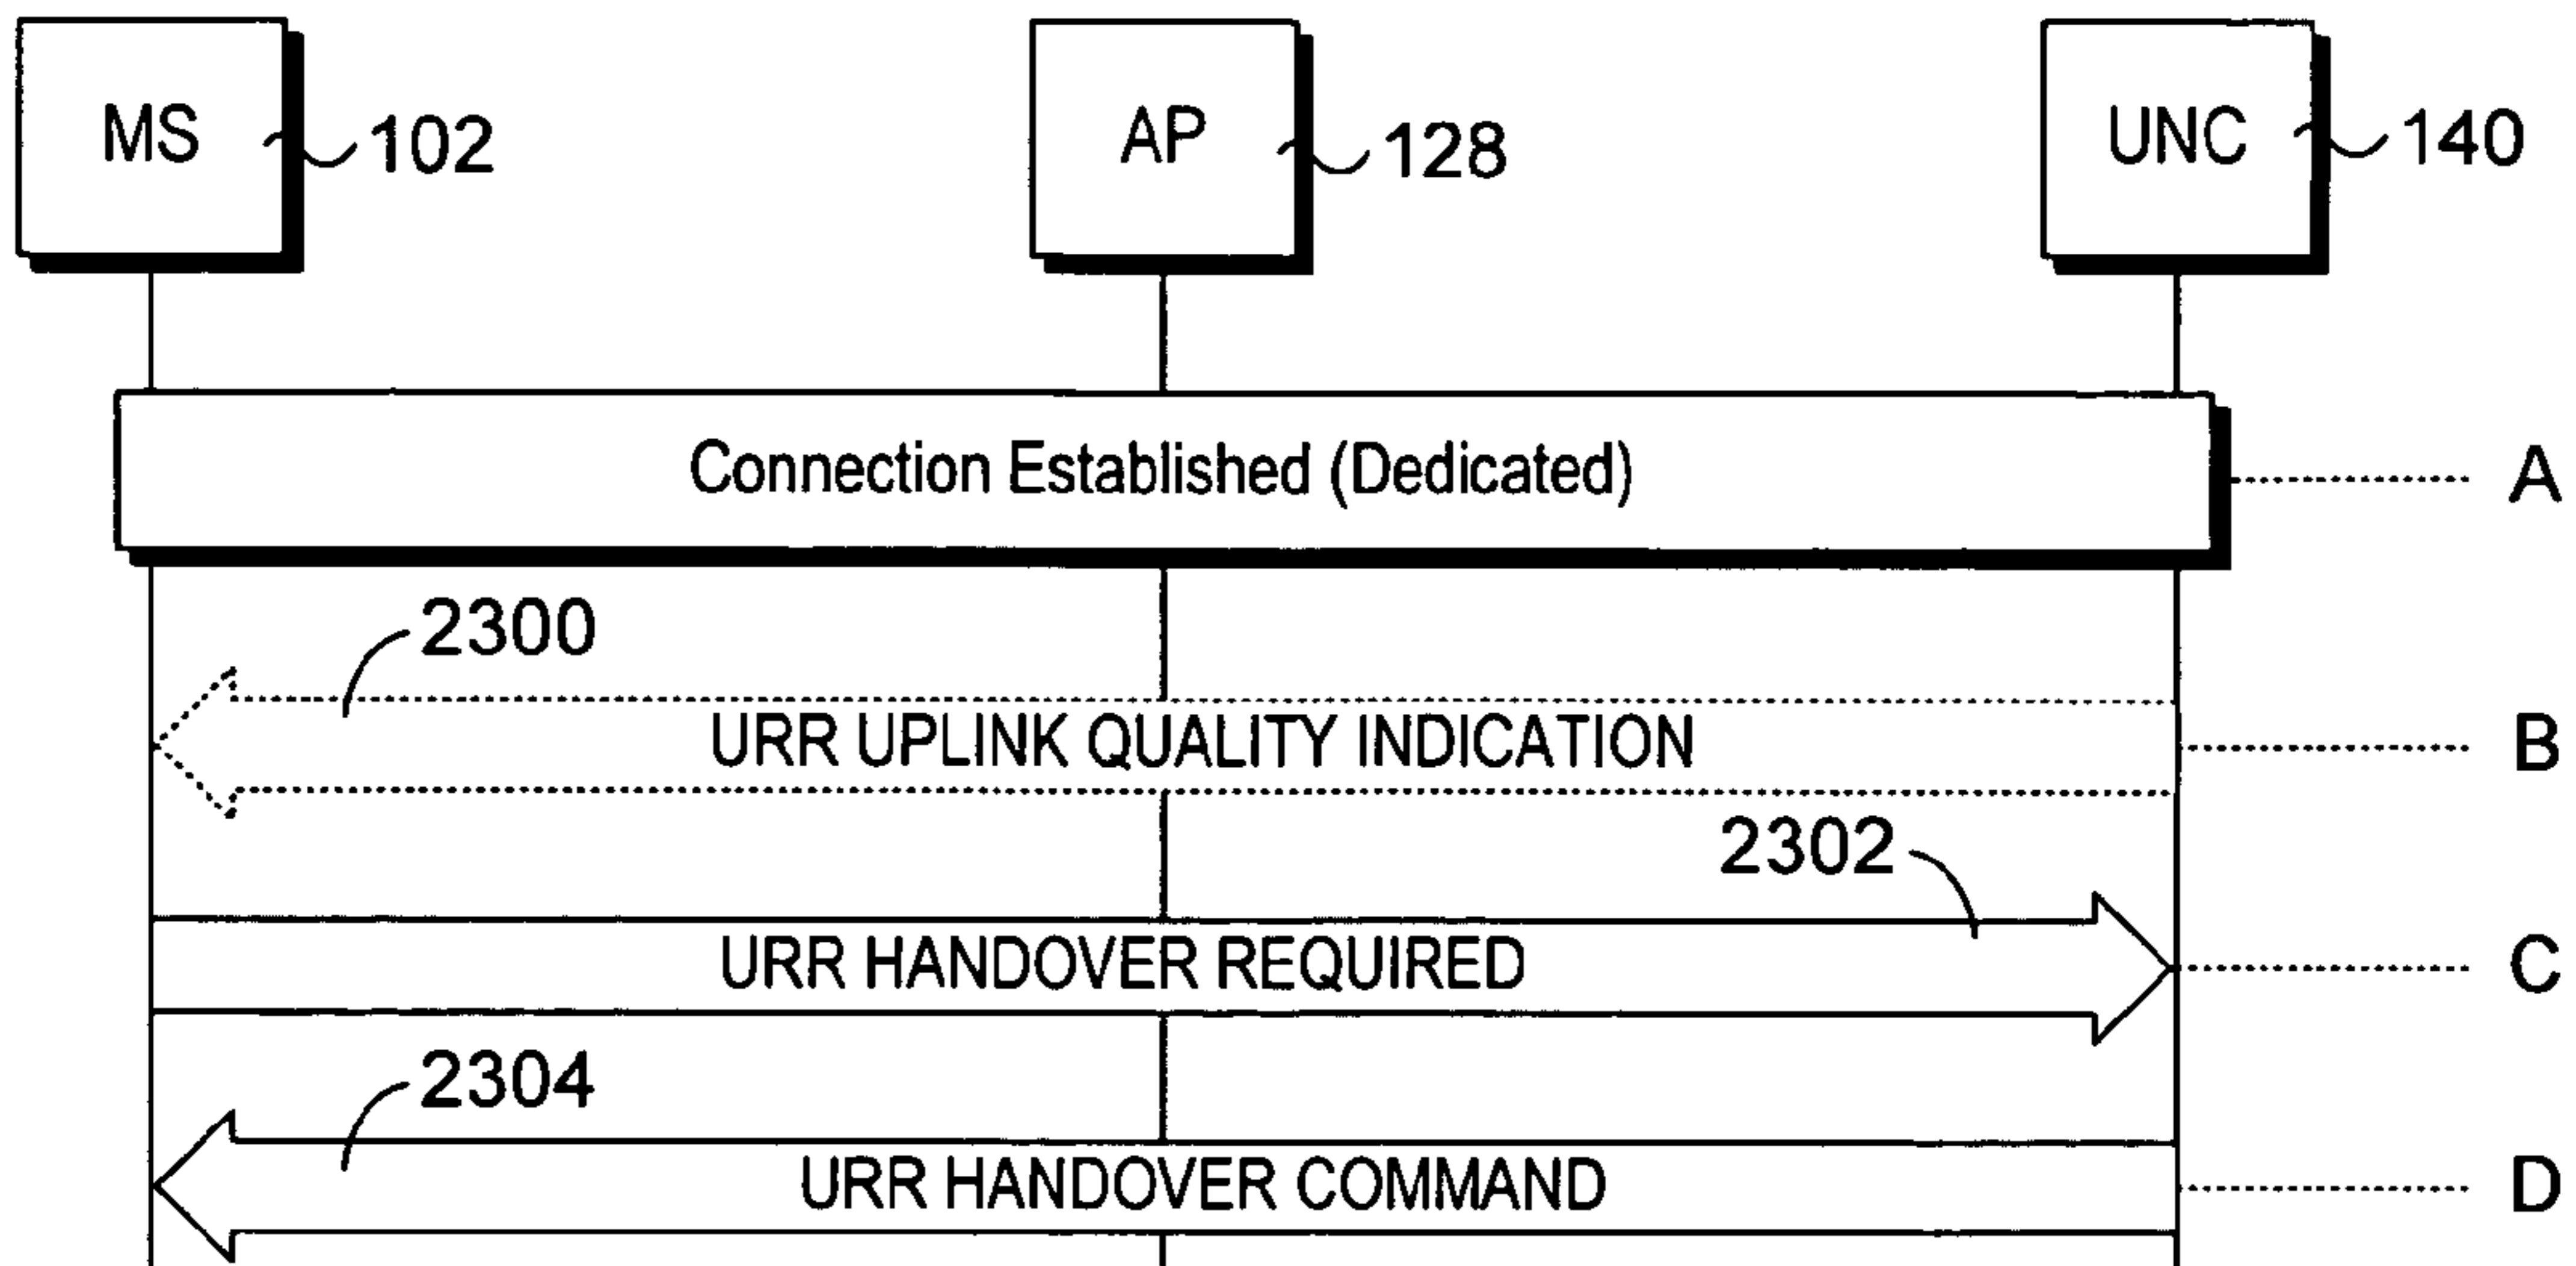 MS 102 AP 128 UNC 140
Connection Established (Dedicated) A
2300
URR UPLINK QUALITY INDICATION B
2302
URR HANDOVER REQUIRED C
2304
URR HANDOVER COMMAND D